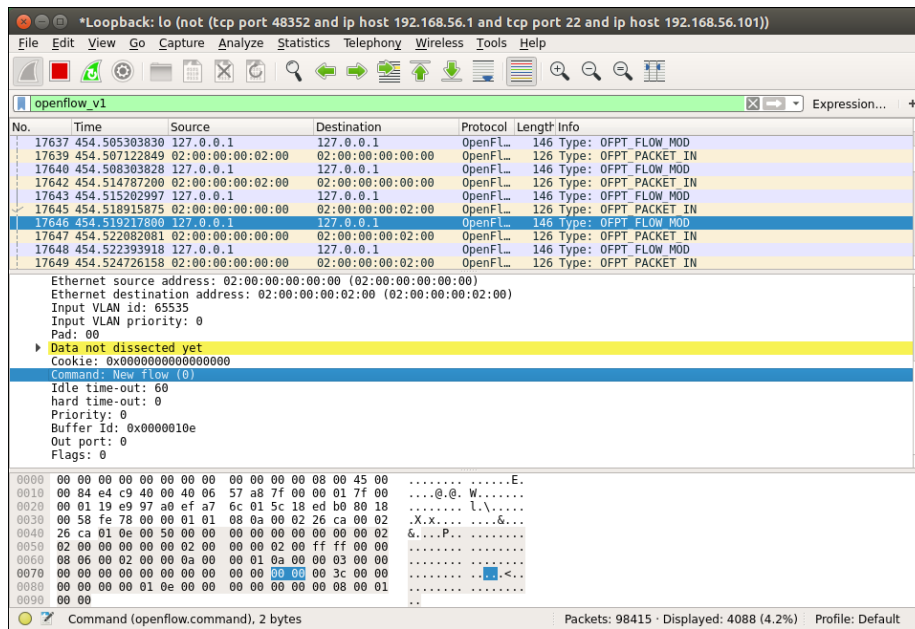 *Loopback: lo (not (tcp port 48352 and ip host 192.168.56.1 and tcp port 22 and ip host 192.168.56.101))
File Edit View Go Capture Analyze Statistics Telephony Wireless Tools Help
openflow_v1 Expression... +
No. Time Source Destination Protocol Length Info
17637 454.505303830 127.0.0.1 127.0.0.1 OpenFl… 146 Type: OFPT_FLOW_MOD
17639 454.507122849 02:00:00:00:02:00 02:00:00:00:00:00 OpenFl… 126 Type: OFPT_PACKET_IN
17640 454.508303828 127.0.0.1 127.0.0.1 OpenFl… 146 Type: OFPT_FLOW_MOD
17642 454.514787200 02:00:00:00:02:00 02:00:00:00:00:00 OpenFl… 126 Type: OFPT_PACKET_IN
17643 454.515202997 127.0.0.1 127.0.0.1 OpenFl… 146 Type: OFPT_FLOW_MOD
17645 454.518915875 02:00:00:00:00:00 02:00:00:00:02:00 OpenFl… 126 Type: OFPT_PACKET_IN
17646 454.519217800 127.0.0.1 127.0.0.1 OpenFl… 146 Type: OFPT_FLOW_MOD
17647 454.522082081 02:00:00:00:00:00 02:00:00:00:02:00 OpenFl… 126 Type: OFPT_PACKET_IN
17648 454.522393918 127.0.0.1 127.0.0.1 OpenFl… 146 Type: OFPT_FLOW_MOD
17649 454.524726158 02:00:00:00:00:00 02:00:00:00:02:00 OpenFl… 126 Type: OFPT_PACKET_IN
Ethernet source address: 02:00:00:00:00:00 (02:00:00:00:00:00)
Ethernet destination address: 02:00:00:00:02:00 (02:00:00:00:02:00)
Input VLAN id: 65535
Input VLAN priority: 0
Pad: 00
Data not dissected yet
Cookie: 0x0000000000000000
Command: New flow (0)
Idle time-out: 60
hard time-out: 0
Priority: 0
Buffer Id: 0x0000010e
Out port: 0
Flags: 0
0000 00 00 00 00 00 00 00 00 00 00 00 00 08 00 45 00 ........ ......E.
0010 00 84 e4 c9 40 00 40 06 57 a8 7f 00 00 01 7f 00 ....@.@. W.......
0020 00 01 19 e9 97 a0 ef a7 6c 01 5c 18 ed b0 80 18 ........ l.\.....
0030 00 58 fe 78 00 00 01 01 08 0a 00 02 26 ca 00 02 .X.x.... ....&...
0040 26 ca 01 0e 00 50 00 00 00 00 00 00 00 00 00 02 &....P.. ........
0050 02 00 00 00 00 00 02 00 00 00 02 00 ff ff 00 00 ........ ........
0060 08 06 00 02 00 00 0a 00 00 01 0a 00 00 03 00 00 ........ ........
0070 00 00 00 00 00 00 00 00 00 00 00 00 00 3c 00 00 ........ .....<..
0080 00 00 00 00 01 0e 00 00 00 00 00 00 00 08 00 01 ........ ........
0090 00 00 ..
Command (openflow.command), 2 bytes Packets: 98415 · Displayed: 4088 (4.2%) Profile: Default